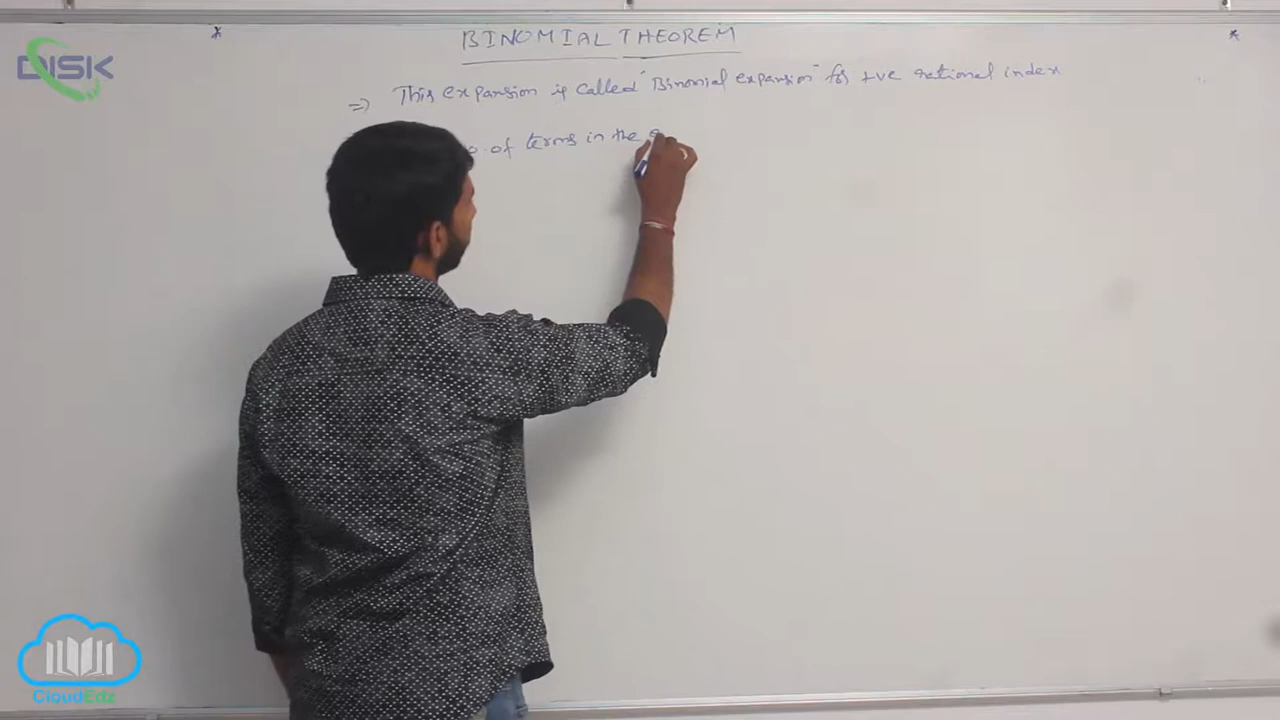 BINOMIAL THEOREM
DISK
=> This expansion is called "Binomial expansion" for +ve rational index
o. of terms in the e
CloudEdz